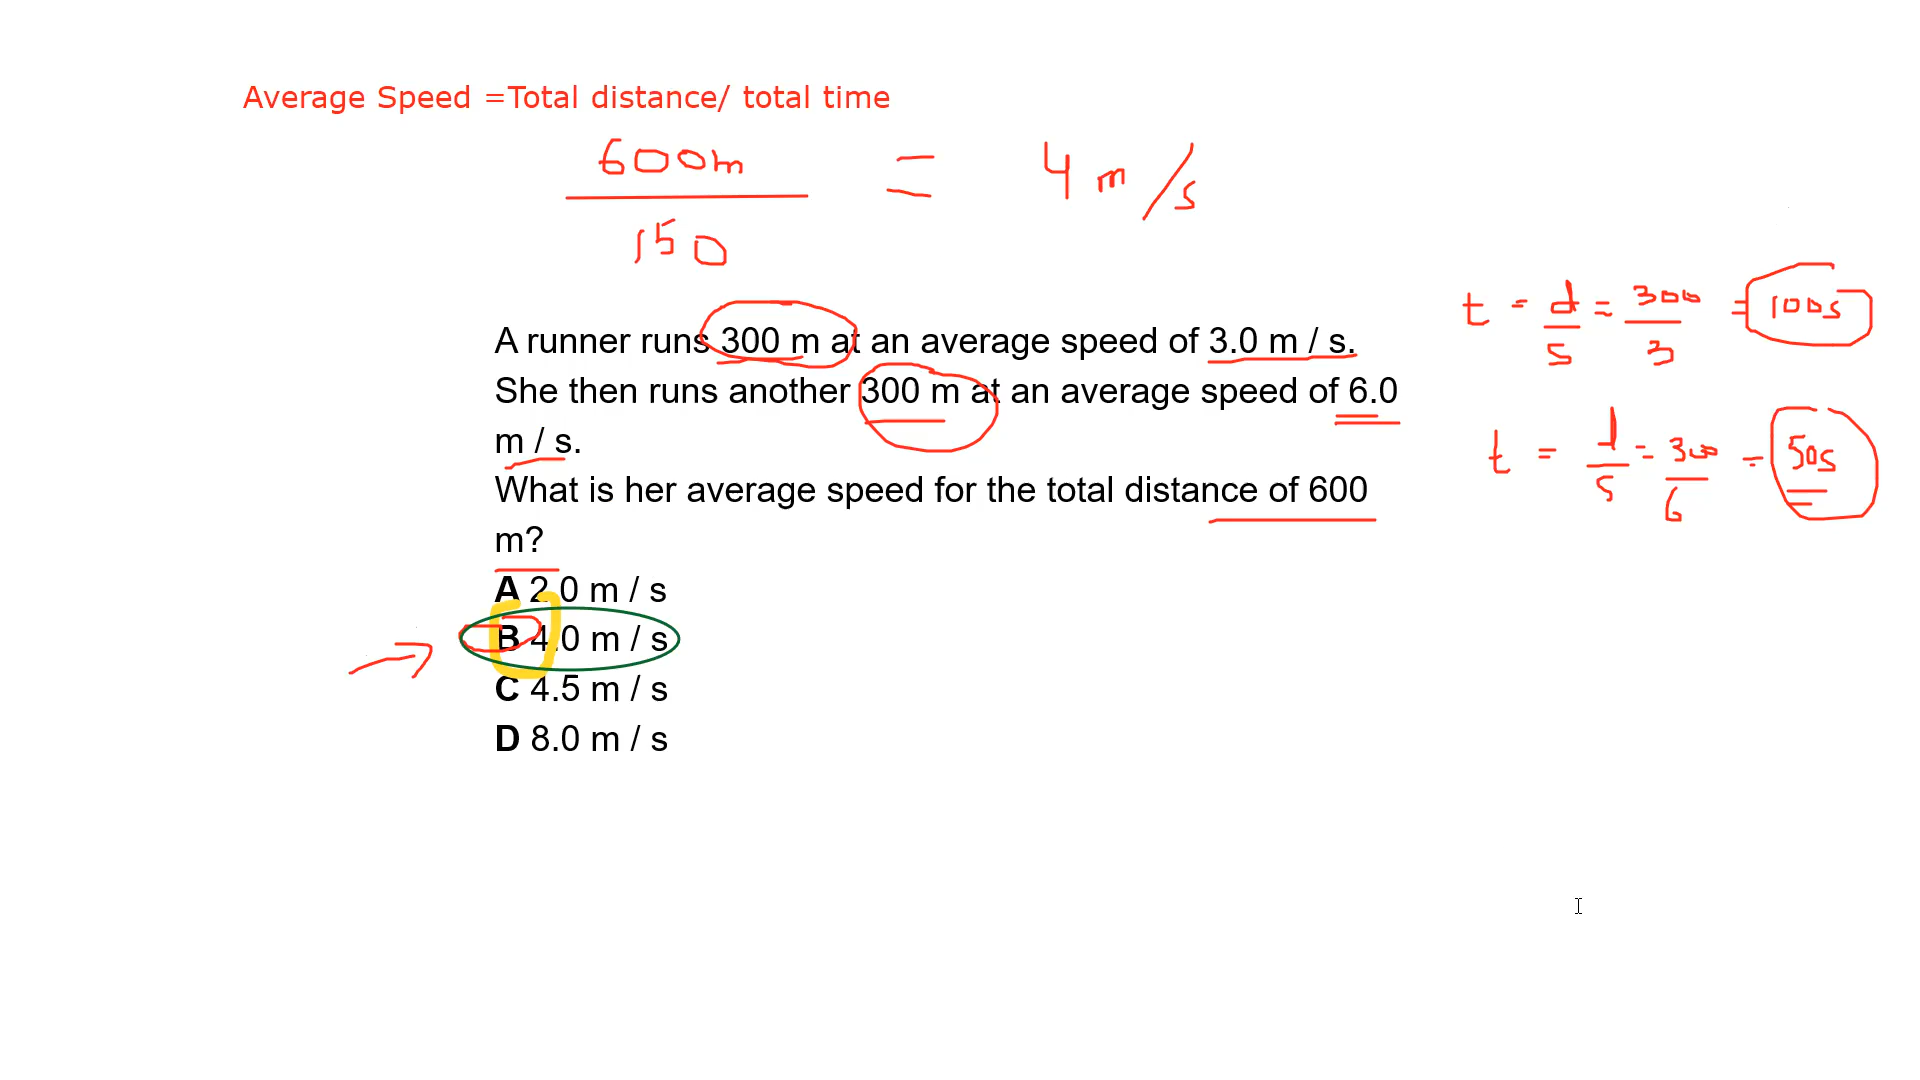 Average Speed =Total distance/ total time
600m
150
= 4 m/s
A runner runs 300 m at an average speed of 3.0 m / s.
She then runs another 300 m at an average speed of 6.0
m / s.
What is her average speed for the total distance of 600
m?
A 2.0 m / s
B 4.0 m / s
C 4.5 m / s
D 8.0 m / s
t = d/s = 300/3 = 100s
t = d/s = 300/6 = 50s